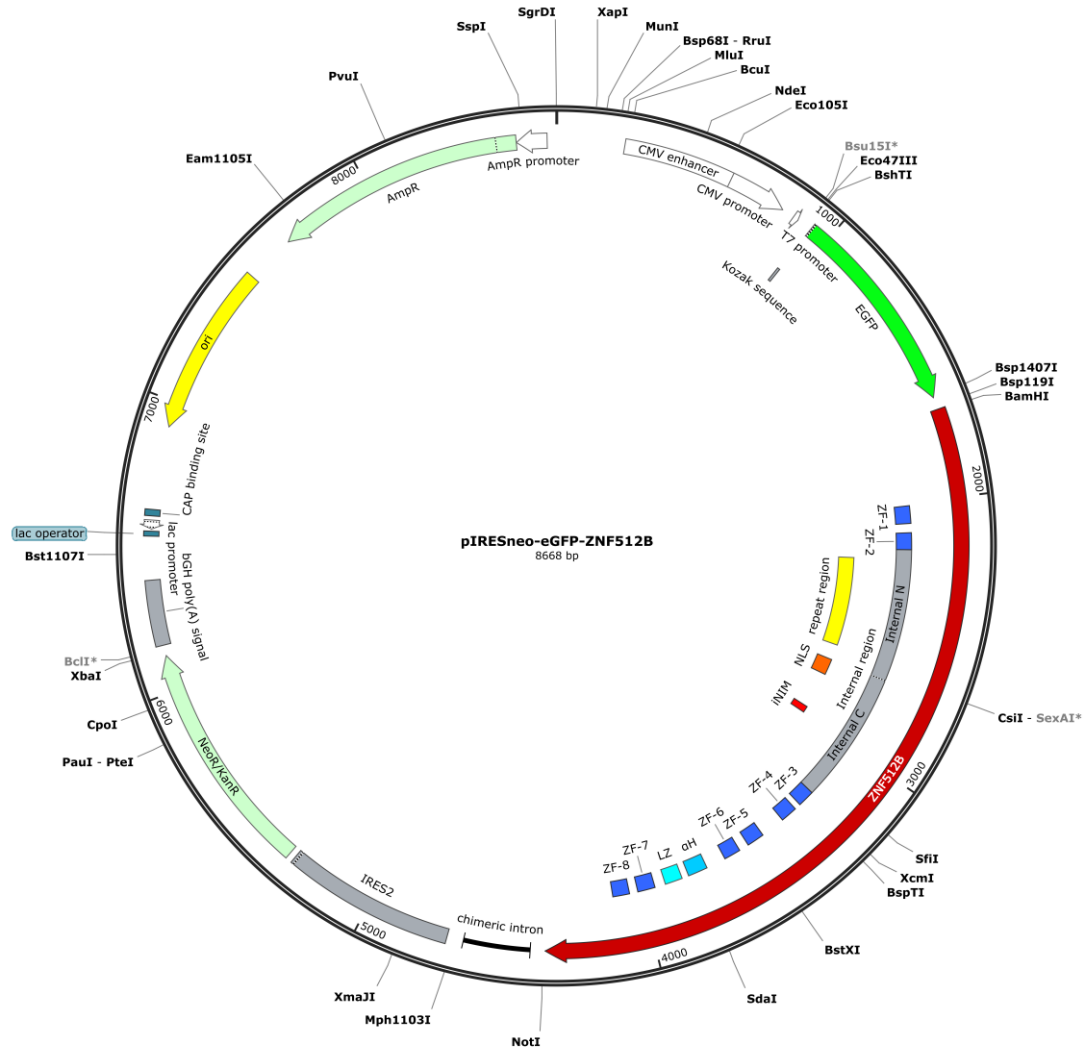 SgrDI
XapI
MunI
Bsp68I - RruI
MluI
BcuI
NdeI
Eco105I
Bsu15I*
Eco47III
BshTI
1000
SspI
PvuI
Eam1105I
8000
AmpR promoter
AmpR
CMV enhancer
CMV promoter
T7 promoter
Kozak sequence
EGFP
Bsp1407I
Bsp119I
BamHI
2000
ori
7000
CAP binding site
lac operator
lac promoter
Bst1107I
bGH poly(A) signal
pIRESneo-eGFP-ZNF512B
8668 bp
ZF-1
ZF-2
repeat region
Internal N
NLS
Internal region
iNIM
Internal C
CsiI - SexAI*
ZNF512B
3000
BclI*
XbaI
6000
CpoI
PauI - PteI
NeoR/KanR
ZF-4
ZF-3
ZF-6
ZF-5
αH
LZ
ZF-7
ZF-8
SfiI
XcmI
BspTI
BstXI
SdaI
4000
chimeric intron
IRES2
5000
XmaJI
Mph1103I
NotI